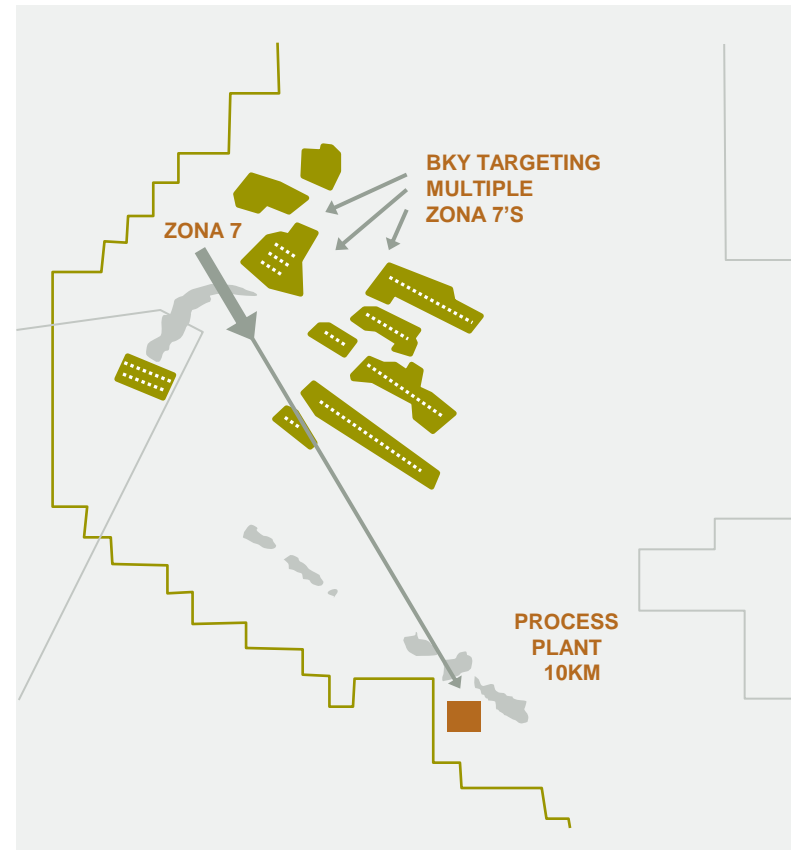 BKY TARGETING
MULTIPLE
ZONA 7’S
ZONA 7
PROCESS
PLANT
10KM